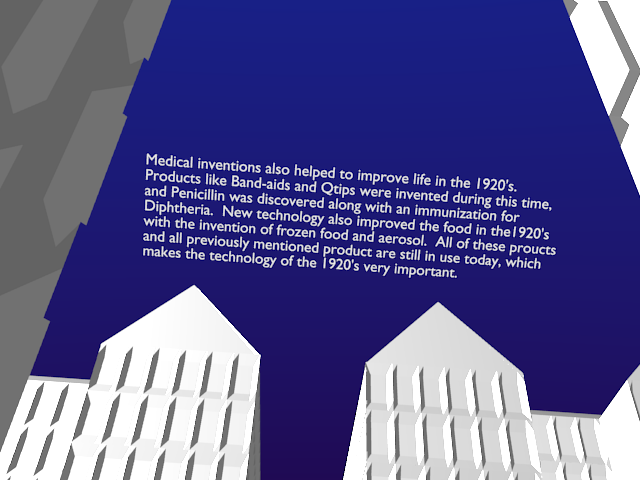 Medical inventions also helped to improve life in the 1920's.
Products like Band-aids and Qtips were invented during this time,
and Penicillin was discovered along with an immunization for
Diphtheria.  New technology also improved the food in the1920's
with the invention of frozen food and aerosol.  All of these proucts
and all previously mentioned product are still in use today, which
makes the technology of the 1920's very important.